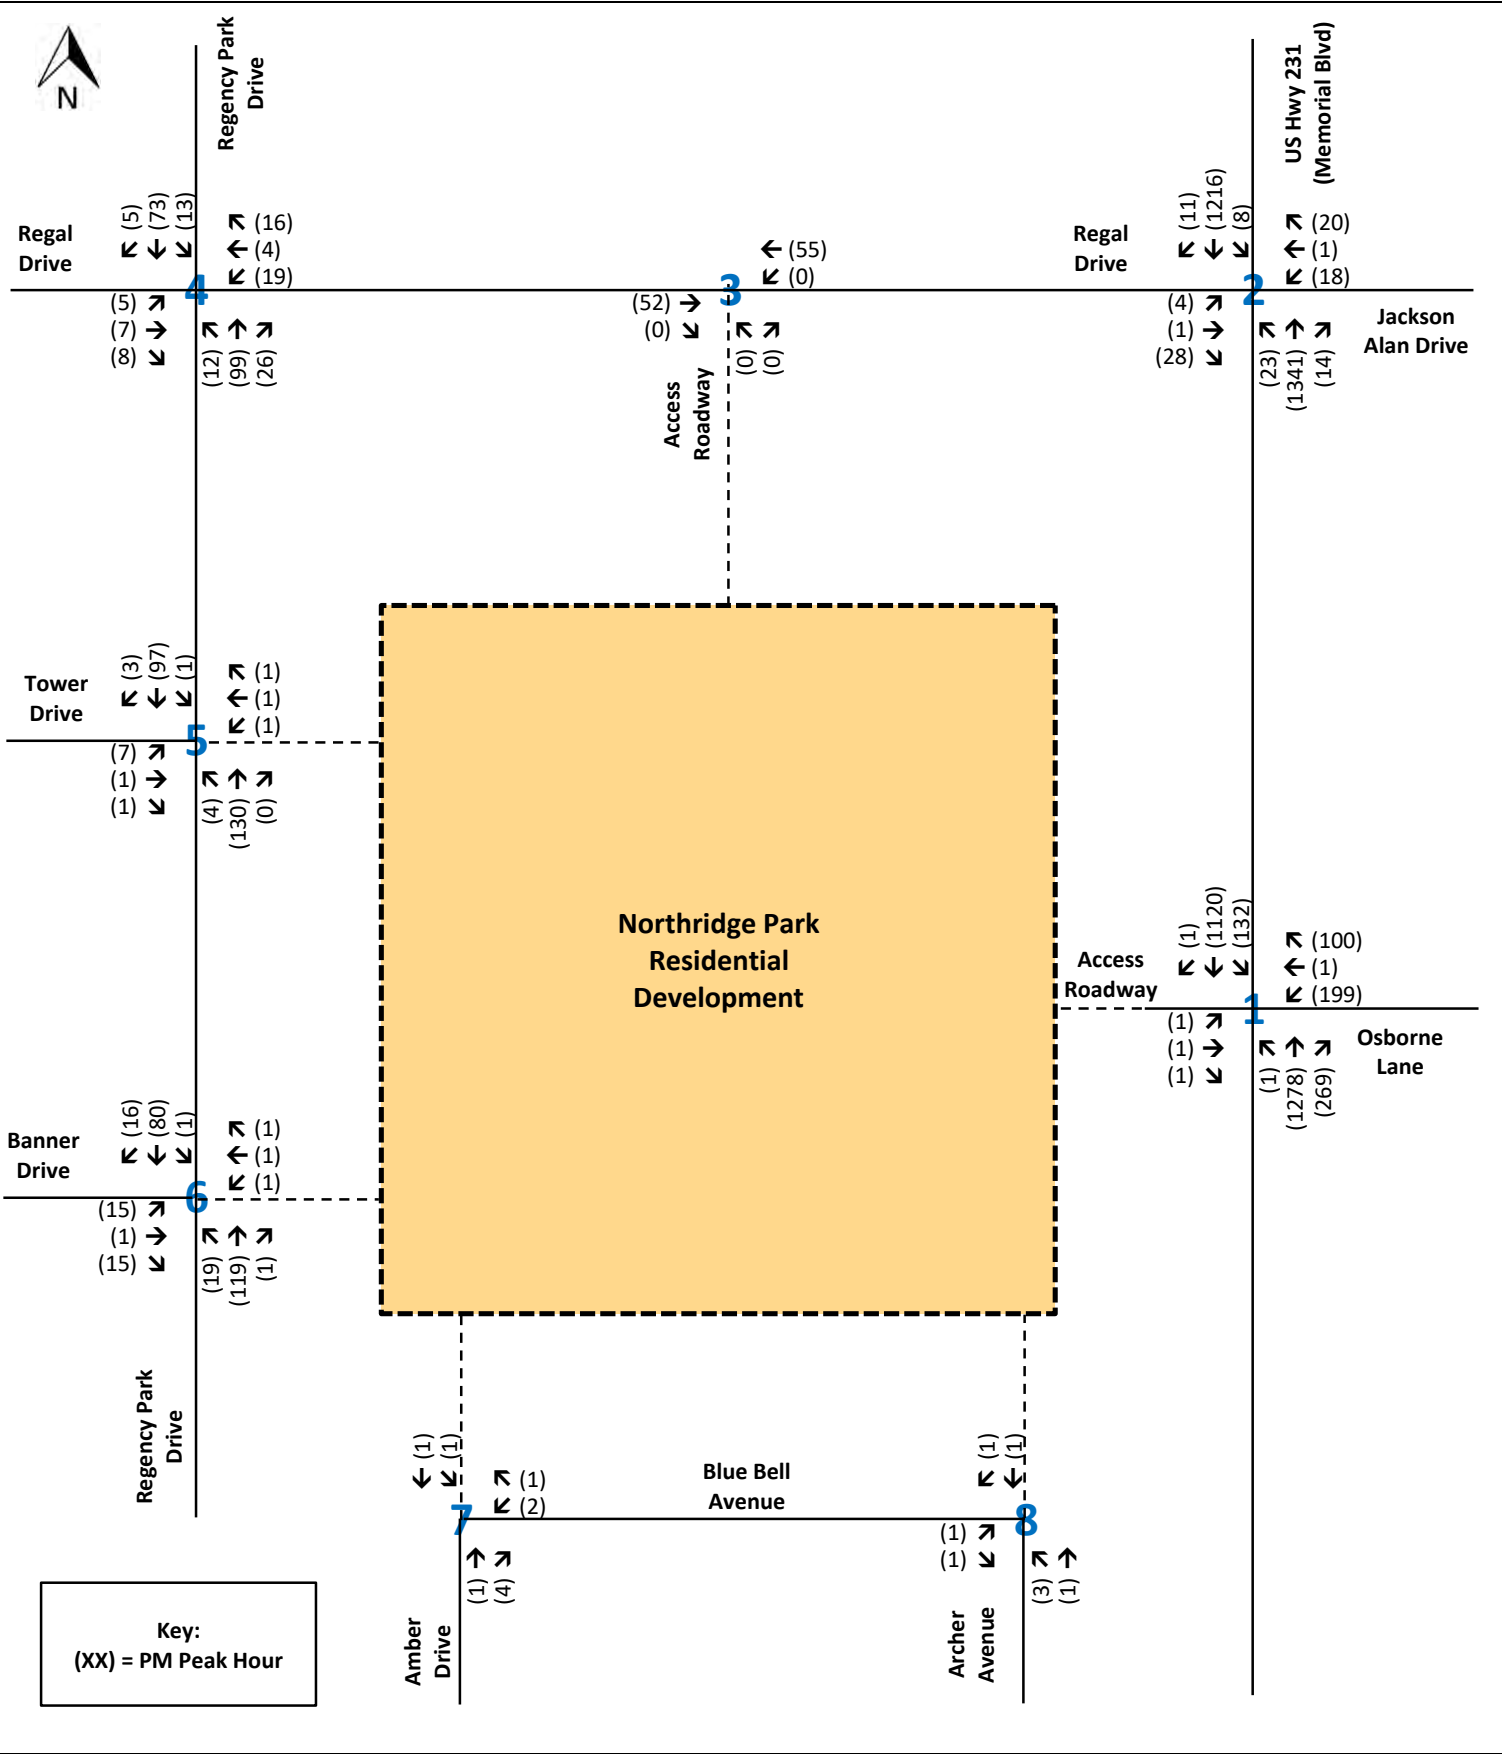 N
Regency Park
Drive
US Hwy 231
(Memorial Blvd)
Regal
Drive
(5) (73) (13)
(16)
(4)
(19)
4
(5)
(7)
(8)
(12) (99) (26)
(55)
(0)
3
(52)
(0)
(0) (0)
Access
Roadway
Regal
Drive
(11) (1216) (8)
(20)
(1)
(18)
2
(4)
(1)
(28)
(23) (1341) (14)
Jackson
Alan Drive
Tower
Drive
(3) (97) (1)
(1)
(1)
(1)
5
(7)
(1)
(1)
(4) (130) (0)
Northridge Park
Residential
Development
Access
Roadway
(1) (1120) (132)
(100)
(1)
(199)
1
(1)
(1)
(1)
(1) (1278) (269)
Osborne
Lane
Banner
Drive
(16) (80) (1)
(1)
(1)
(1)
6
(15)
(1)
(15)
(19) (119) (1)
Regency Park
Drive
(1) (1)
(1)
(2)
7
(1) (4)
Amber
Drive
Blue Bell
Avenue
(1) (1)
8
(1)
(1)
(3) (1)
Archer
Avenue
Key:
(XX) = PM Peak Hour